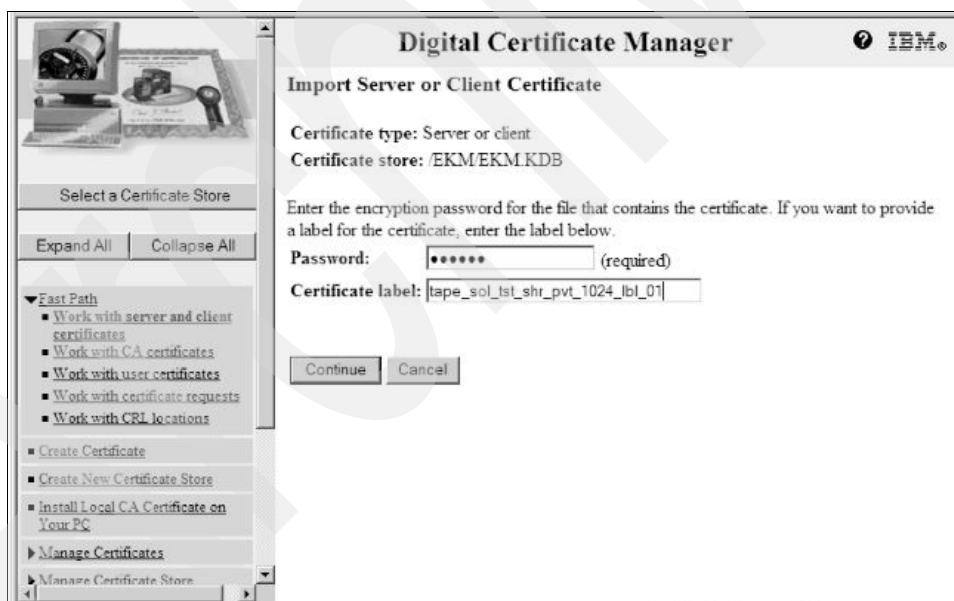 Digital Certificate Manager
IBM®
Select a Certificate Store
Expand All
Collapse All
Fast Path
Work with server and client
certificates
Work with CA certificates
Work with user certificates
Work with certificate requests
Work with CRL locations
Create Certificate
Create New Certificate Store
Install Local CA Certificate on
Your PC
Manage Certificates
Manage Certificate Store
Import Server or Client Certificate
Certificate type: Server or client
Certificate store: /EKM/EKM.KDB
Enter the encryption password for the file that contains the certificate. If you want to provide
a label for the certificate, enter the label below.
Password: •••••• (required)
Certificate label: tape_sol_tst_shr_pvt_1024_lbl_01
Continue
Cancel